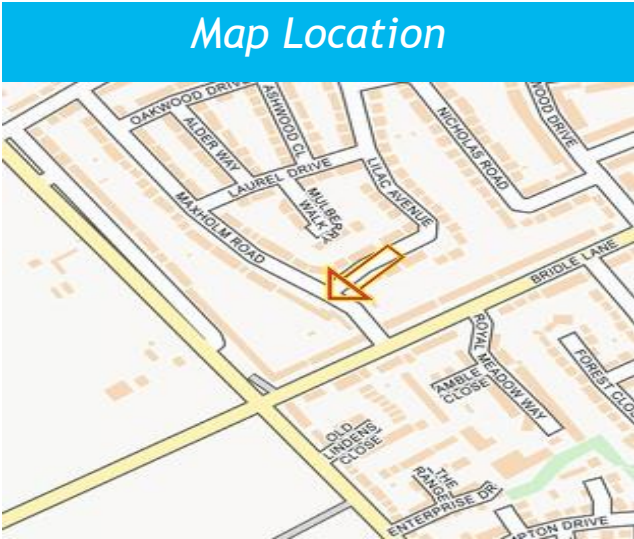 Map Location
OAKWOOD DRIVE
ASHWOOD CL
WOOD DRIVE
ALDER WAY
NICHOLAS ROAD
LAUREL DRIVE
LILAC AVENUE
MAXHOLM ROAD
MULBER
WALK
BRIDLE LANE
ROYAL MEADOW WAY
FOREST CLO
AMBLE
CLOSE
OLD
LINDENS
CLOSE
THE
RANGE
ENTERPRISE DR
PTON DRIVE